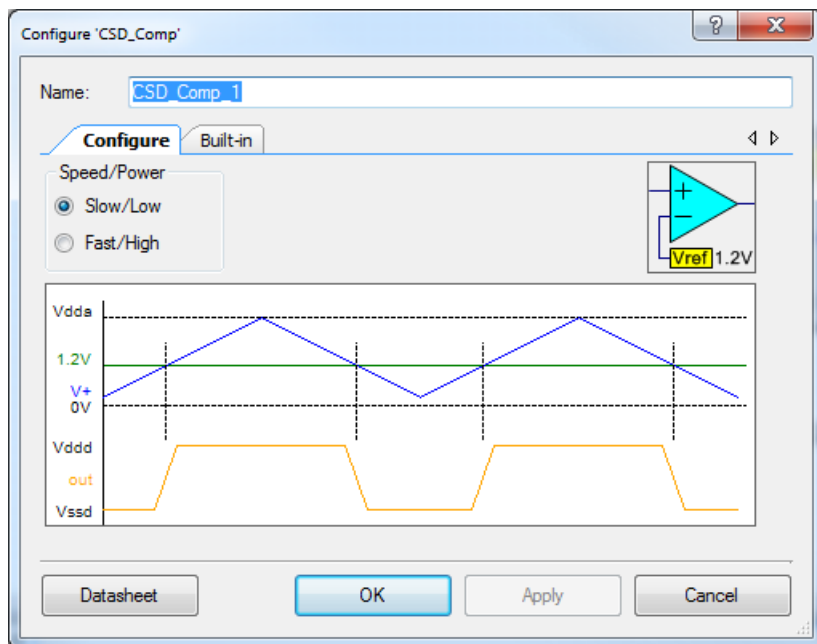 Configure 'CSD_Comp'
?
x
Name: CSD_Comp_1
Configure Built-in
Speed/Power
Slow/Low
Fast/High
+
−
Vref 1.2V
Vdda
1.2V
V+
0V
Vddd
out
Vssd
Datasheet OK Apply Cancel